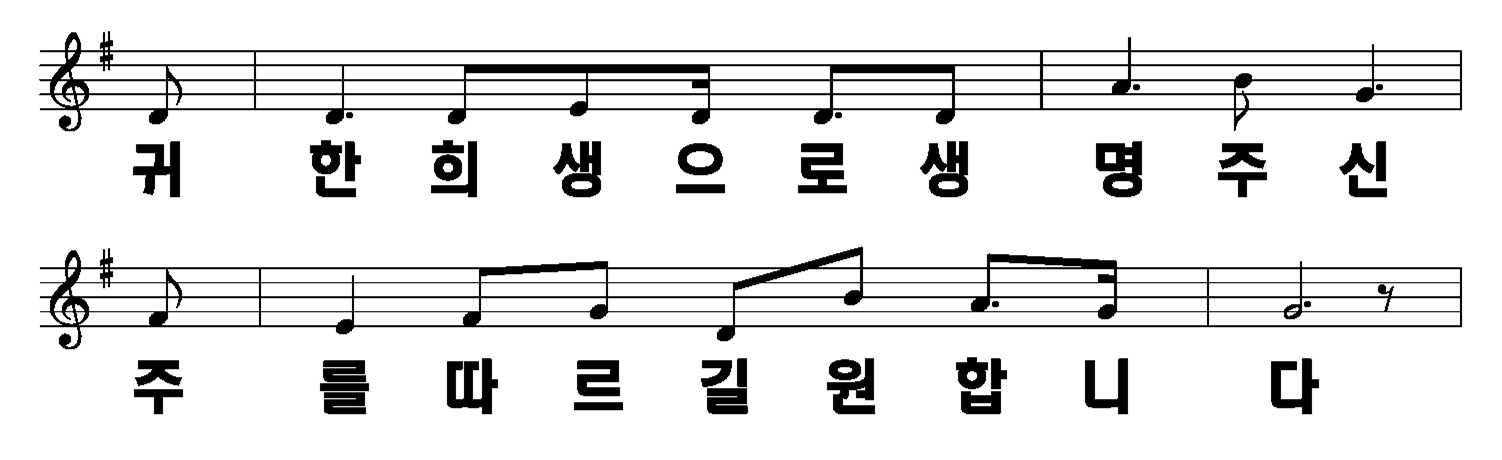 귀 한 희 생 으 로 생 명 주 신
주 를 따 르 길 원 합 니 다